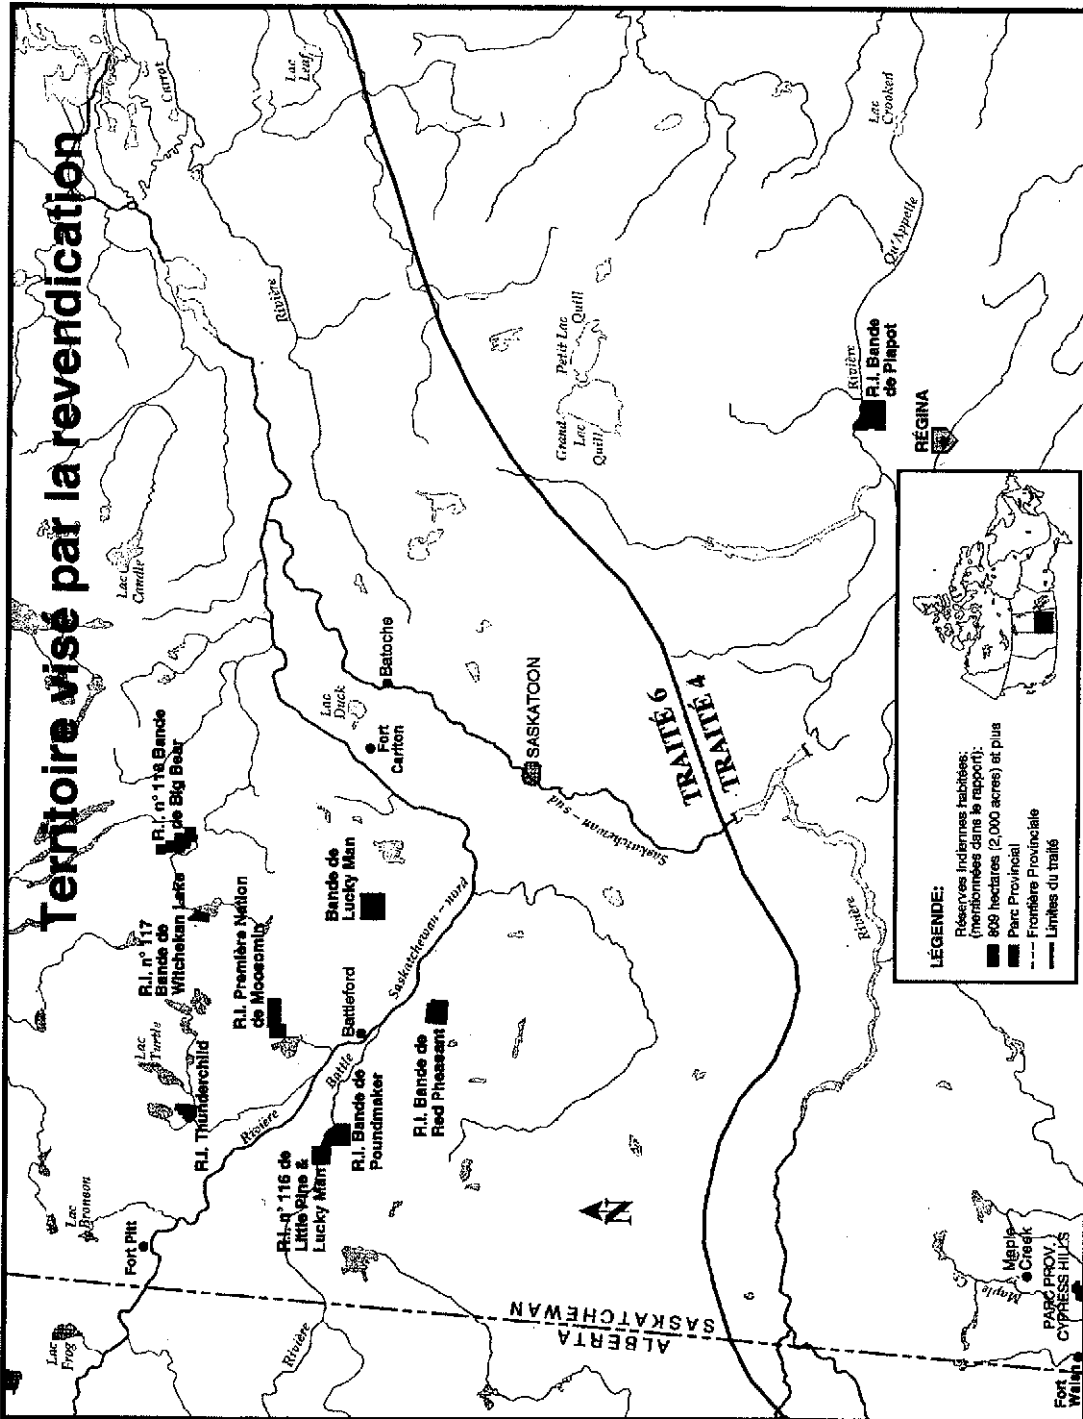 Territoire visé par la revendication
Carrot
Lac
Leaf
Lac
Candle
Rivière
Lac
Crooked
Qu'Appelle
Petit Lac
Quill
Grand
Lac
Quill
Rivière
R.I. Bande
de Piapot
RÉGINA
R.I. n° 118 Bande
de Big Bear
R.I. n° 117
Bande de
Witchekan Lake
R.I. Première Nation
de Moosomin
Bande de
Lucky Man
Lac
Duck
Fort
Carlton
Batoche
SASKATOON
Saskatchewan - sud
Saskatchewan - nord
TRAITÉ 6
TRAITÉ 4
Rivière
Lac
Turtle
R.I. Thunderchild
Rivière
Battle
Battleford
R.I. Bande de
Poundmaker
R.I. Bande de
Red Pheasant
R.I. n° 116 de
Little Pine &
Lucky Man
Lac
Bronson
Fort Pitt
Lac
Frog
Rivière
N
ALBERTA
SASKATCHEWAN
Maple
Creek
Maple
PARC PROV.
CYPRESS HILLS
Fort
Walsh
LÉGENDE:
Réserves Indiennes habitées:
(mentionnées dans le rapport):
809 hectares (2,000 acres) et plus
Parc Provincial
Frontière Provinciale
Limites du traité